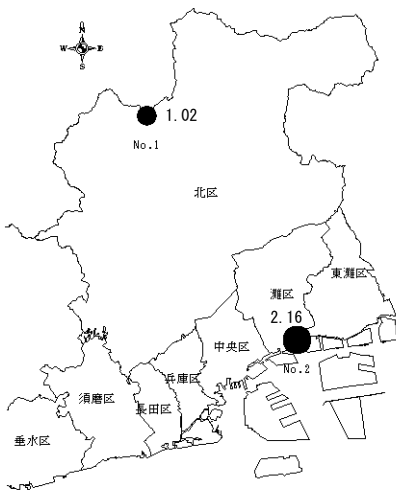 N
W E
S
1.02
No.1
北区
東灘区
灘区
2.16
中央区
No.2
兵庫区
須磨区
長田区
垂水区